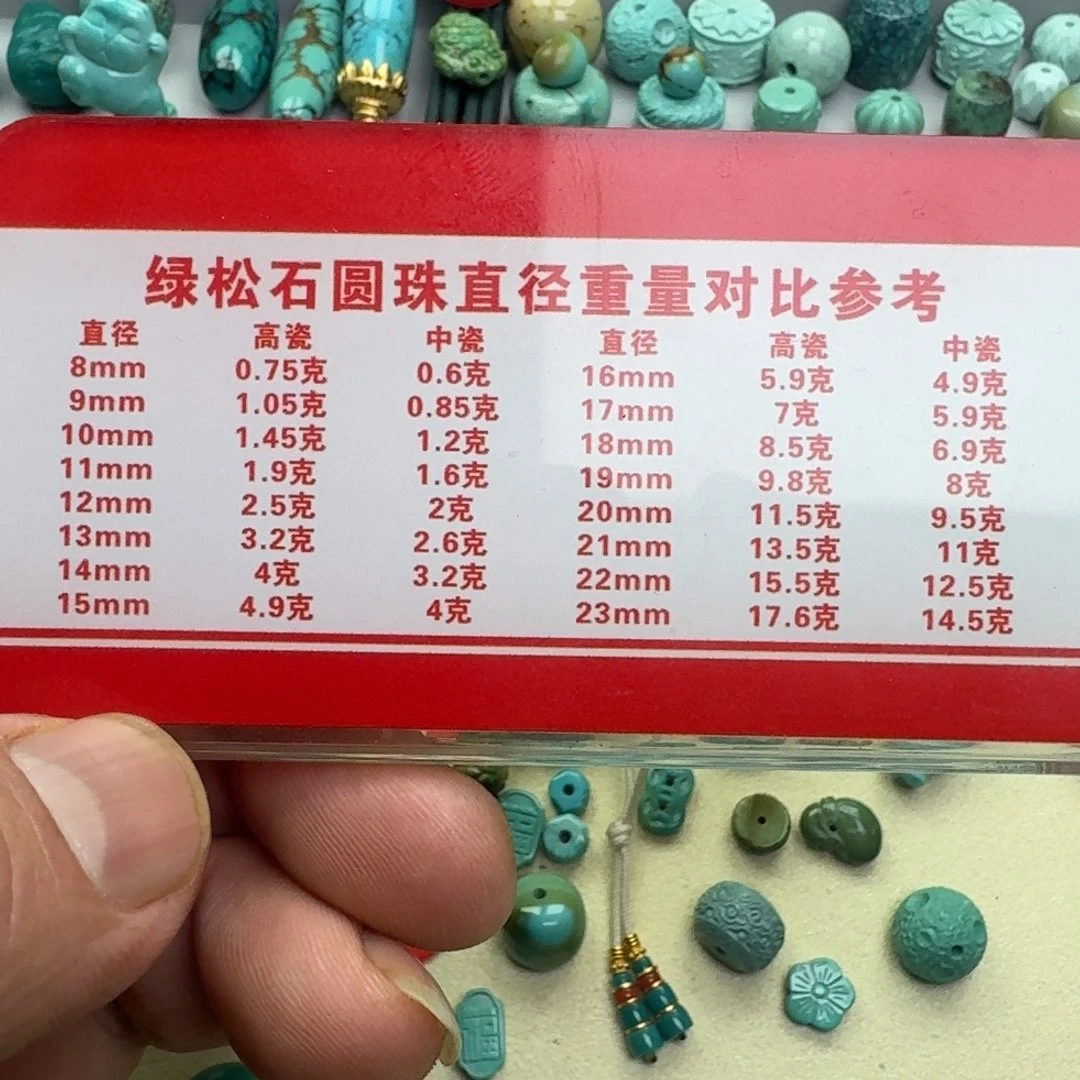 绿松石圆珠直径重量对比参考
直径 高瓷 中瓷 直径 高瓷 中瓷
8mm 0.75克 0.6克 16mm 5.9克 4.9克
9mm 1.05克 0.85克 17mm 7克 5.9克
10mm 1.45克 1.2克 18mm 8.5克 6.9克
11mm 1.9克 1.6克 19mm 9.8克 8克
12mm 2.5克 2克 20mm 11.5克 9.5克
13mm 3.2克 2.6克 21mm 13.5克 11克
14mm 4克 3.2克 22mm 15.5克 12.5克
15mm 4.9克 4克 23mm 17.6克 14.5克
福